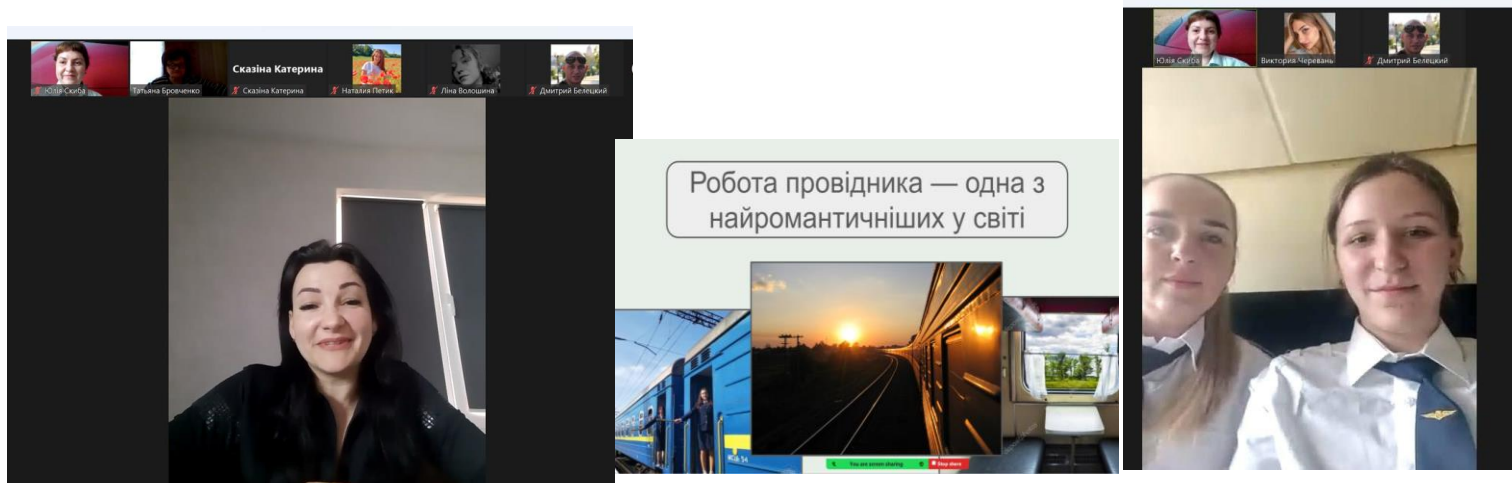 Сказіна Катерина
Юлія Скиба
Татьяна Бровченко
Сказіна Катерина
Наталия Петик
Ліна Волошина
Дмитрий Белецкий
Робота провідника — одна з
найромантичніших у світі
You are screen sharing
Stop share
Юлія Скиба
Виктория Черевань
Дмитрий Белецкий